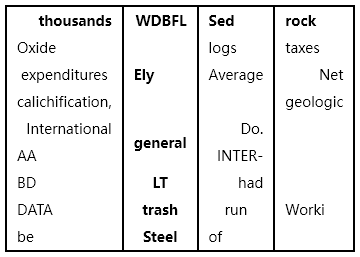 thousands WDBFL Sed rock
Oxide logs taxes
expenditures Ely Average Net
calichification, geologic
International general Do.
AA INTER-
BD LT had
DATA trash run Worki
be Steel of